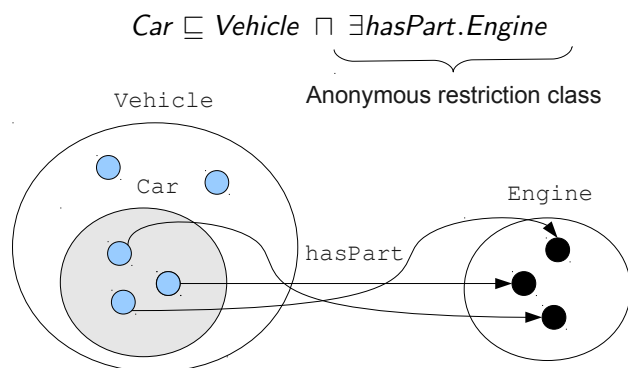 Car ⊑ Vehicle ⊓ ∃hasPart.Engine
Anonymous restriction class
Vehicle
Car
Engine
hasPart